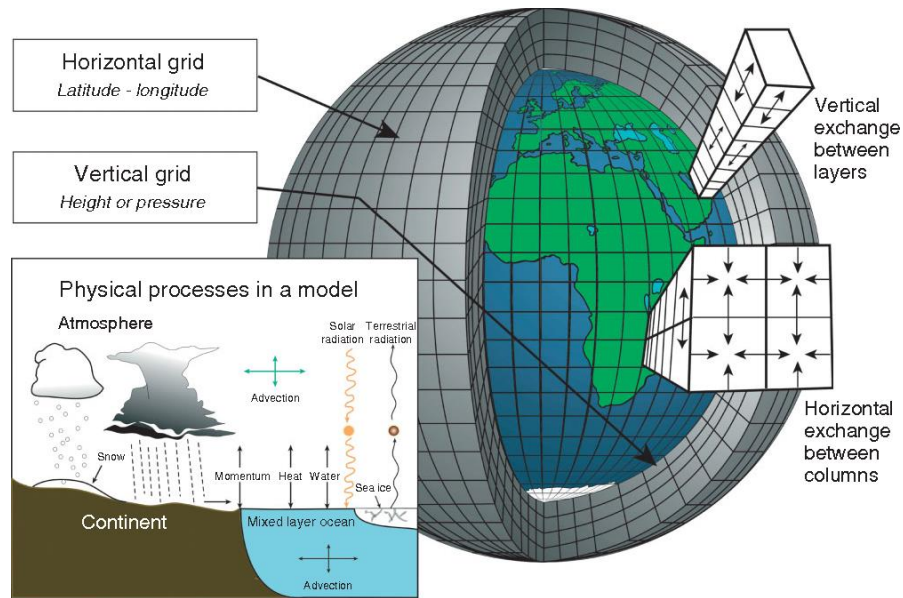 Horizontal grid
Latitude - longitude
Vertical grid
Height or pressure
Vertical
exchange
between
layers
Horizontal
exchange
between
columns
Physical processes in a model
Atmosphere
Solar
radiation
Terrestrial
radiation
Advection
Snow
Momentum
Heat
Water
Sea ice
Continent
Mixed layer ocean
Advection